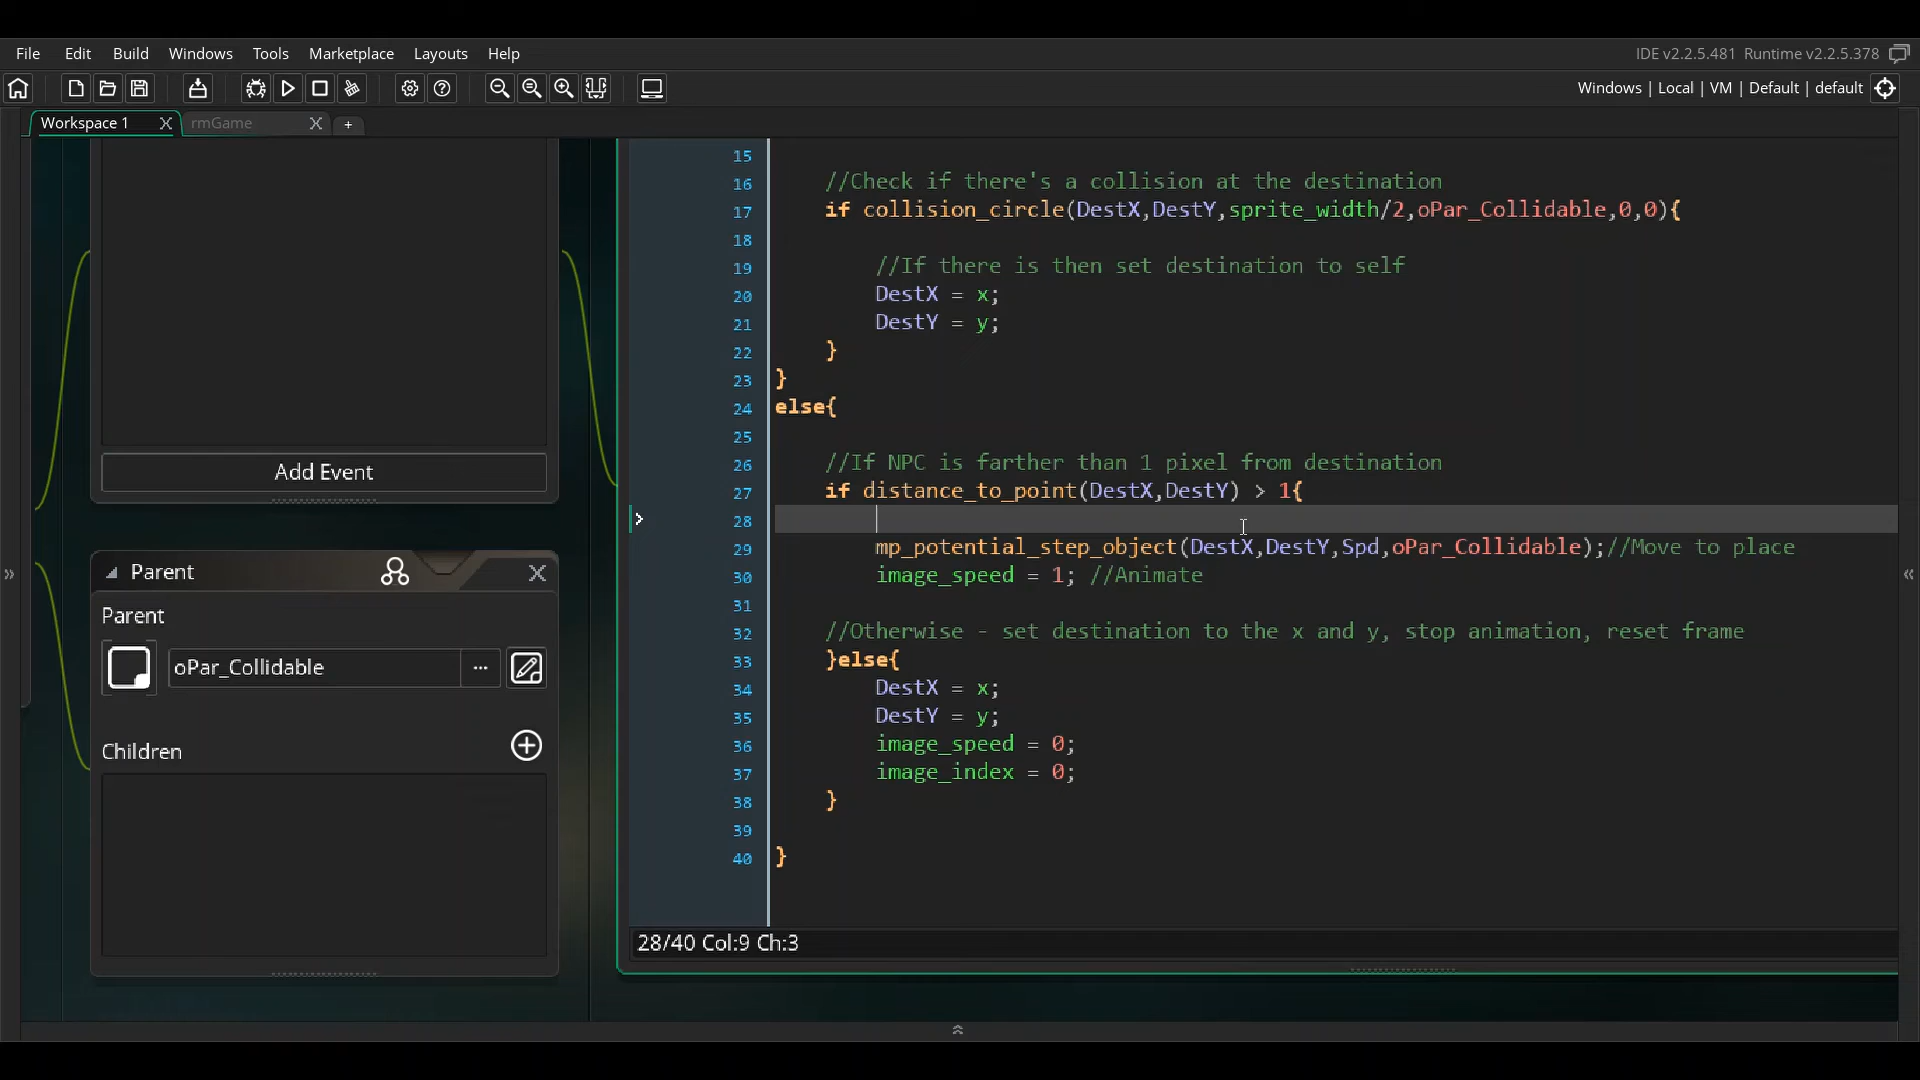 File Edit Build Windows Tools Marketplace Layouts Help
IDE v2.2.5.481 Runtime v2.2.5.378
Windows | Local | VM | Default | default
Workspace 1 X rmGame X +
Add Event
Parent
Parent
oPar_Collidable ...
Children
15
16 //Check if there's a collision at the destination
17 if collision_circle(DestX,DestY,sprite_width/2,oPar_Collidable,0,0){
18
19 //If there is then set destination to self
20 DestX = x;
21 DestY = y;
22 }
23 }
24 else{
25
26 //If NPC is farther than 1 pixel from destination
27 if distance_to_point(DestX,DestY) > 1{
28
29 mp_potential_step_object(DestX,DestY,Spd,oPar_Collidable);//Move to place
30 image_speed = 1; //Animate
31
32 //Otherwise - set destination to the x and y, stop animation, reset frame
33 }else{
34 DestX = x;
35 DestY = y;
36 image_speed = 0;
37 image_index = 0;
38 }
39
40 }
28/40 Col:9 Ch:3